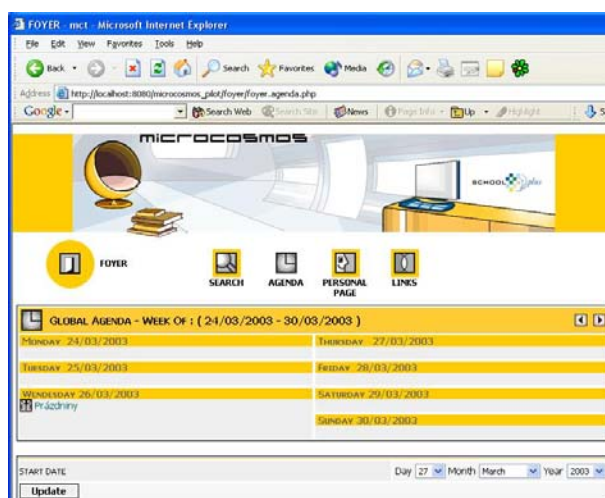 FOYER - mct - Microsoft Internet Explorer
File Edit View Favorites Tools Help
Back Search Favorites Media
Address http://localhost:8080/microcosmos_plot/foyer/foyer.agenda.php
Google Search Web Search Site News Page Info Up Highlight
microcosmos
SCHOOL plus
FOYER
SEARCH AGENDA PERSONAL PAGE LINKS
GLOBAL AGENDA - WEEK OF : ( 24/03/2003 - 30/03/2003 )
MONDAY 24/03/2003 THURSDAY 27/03/2003
TUESDAY 25/03/2003 FRIDAY 28/03/2003
WENDESDAY 26/03/2003 SATURDAY 29/03/2003
Prázdniny
SUNDAY 30/03/2003
START DATE Day 27 Month March Year 2003
Update